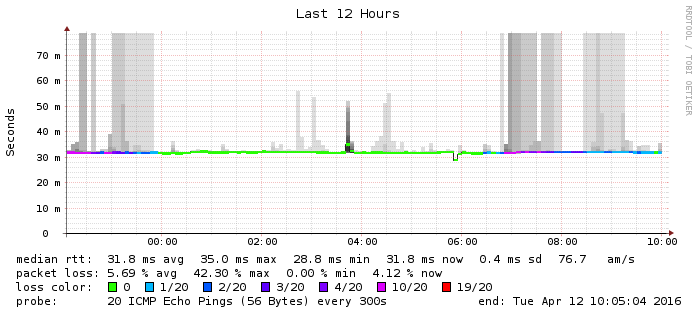 Last 12 Hours
RRDTOOL / TOBI OETIKER
Seconds
70 m
60 m
50 m
40 m
30 m
20 m
10 m
0
00:00 02:00 04:00 06:00 08:00 10:00
median rtt: 31.8 ms avg 35.0 ms max 28.8 ms min 31.8 ms now 0.4 ms sd 76.7 am/s
packet loss: 5.69 % avg 42.30 % max 0.00 % min 4.12 % now
loss color: 0 1/20 2/20 3/20 4/20 10/20 19/20
probe: 20 ICMP Echo Pings (56 Bytes) every 300s end: Tue Apr 12 10:05:04 2016